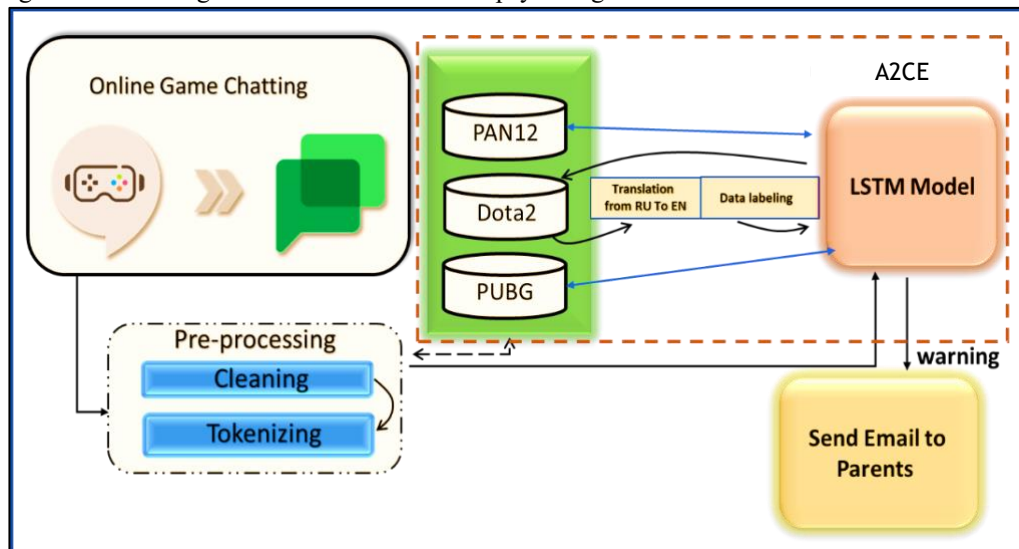 Online Game Chatting
A2CE
PAN12
Dota2
PUBG
Translation
from RU To EN
Data labeling
LSTM Model
Pre-processing
Cleaning
Tokenizing
warning
Send Email to
Parents